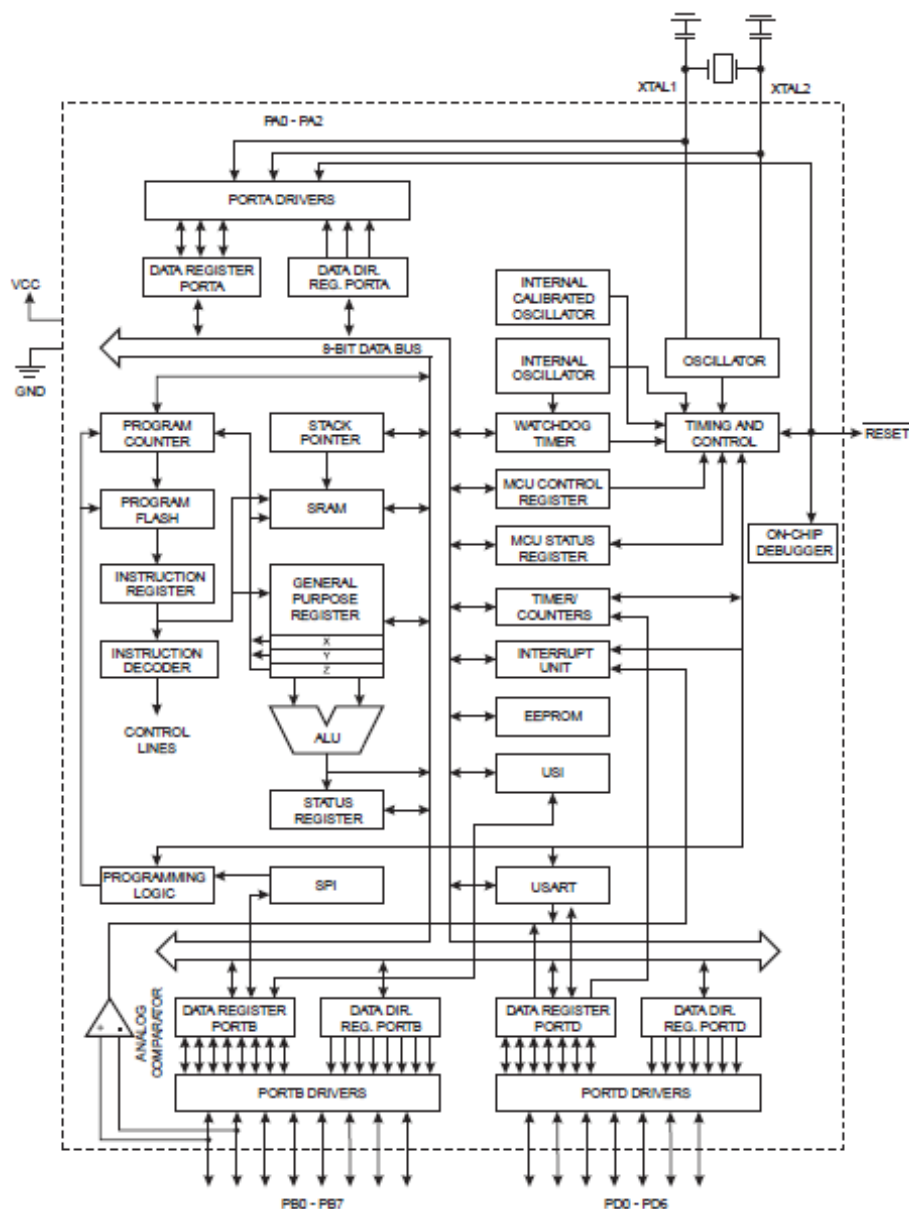 XTAL1
XTAL2
PA0 - PA2
PORTA DRIVERS
DATA REGISTER
PORTA
DATA DIR.
REG. PORTA
VCC
GND
8-BIT DATA BUS
INTERNAL
CALIBRATED
OSCILLATOR
INTERNAL
OSCILLATOR
OSCILLATOR
PROGRAM
COUNTER
STACK
POINTER
WATCHDOG
TIMER
TIMING AND
CONTROL
RESET
PROGRAM
FLASH
SRAM
MCU CONTROL
REGISTER
MCU STATUS
REGISTER
ON-CHIP
DEBUGGER
INSTRUCTION
REGISTER
GENERAL
PURPOSE
REGISTER
X
Y
Z
TIMER/
COUNTERS
INSTRUCTION
DECODER
INTERRUPT
UNIT
CONTROL
LINES
ALU
EEPROM
USI
STATUS
REGISTER
PROGRAMMING
LOGIC
SPI
USART
ANALOG
COMPARATOR
DATA REGISTER
PORTB
DATA DIR.
REG. PORTB
DATA REGISTER
PORTD
DATA DIR.
REG. PORTD
PORTB DRIVERS
PORTD DRIVERS
PB0 - PB7
PD0 - PD6